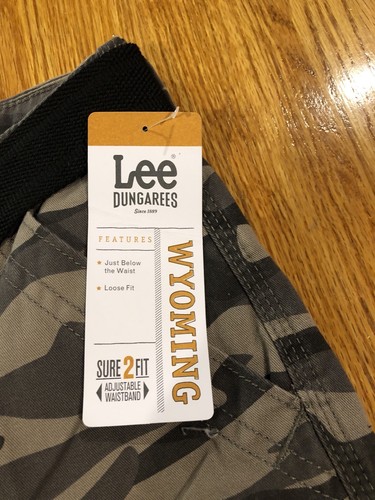 Lee
DUNGAREES
Since 1889
FEATURES
Just Below
the Waist
Loose Fit
WYOMING
SURE 2 FIT
ADJUSTABLE
WAISTBAND